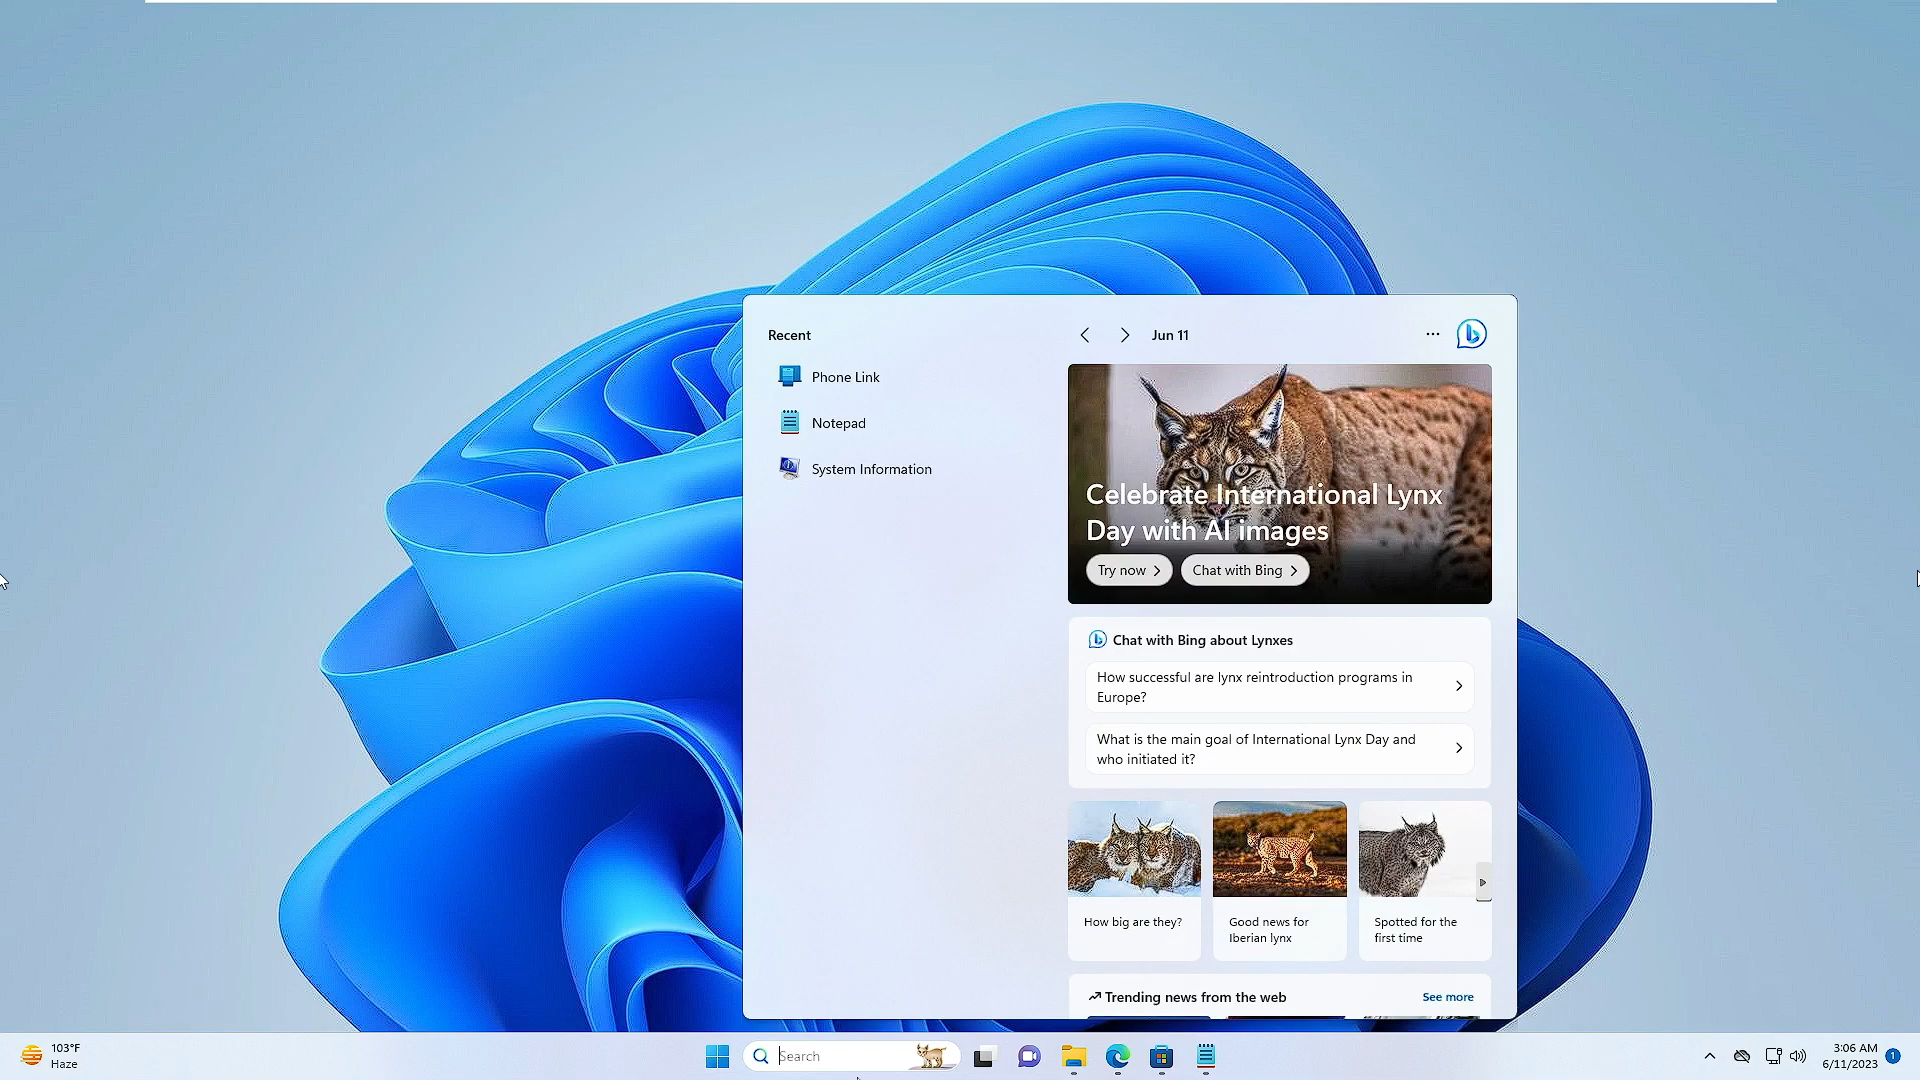 Recent
Phone Link
Notepad
System Information
Jun 11
Celebrate International Lynx
Day with AI images
Try now
Chat with Bing
Chat with Bing about Lynxes
How successful are lynx reintroduction programs in
Europe?
What is the main goal of International Lynx Day and
who initiated it?
How big are they?
Good news for
Iberian lynx
Spotted for the
first time
Trending news from the web
See more
103°F
Haze
Search
3:06 AM
6/11/2023
1